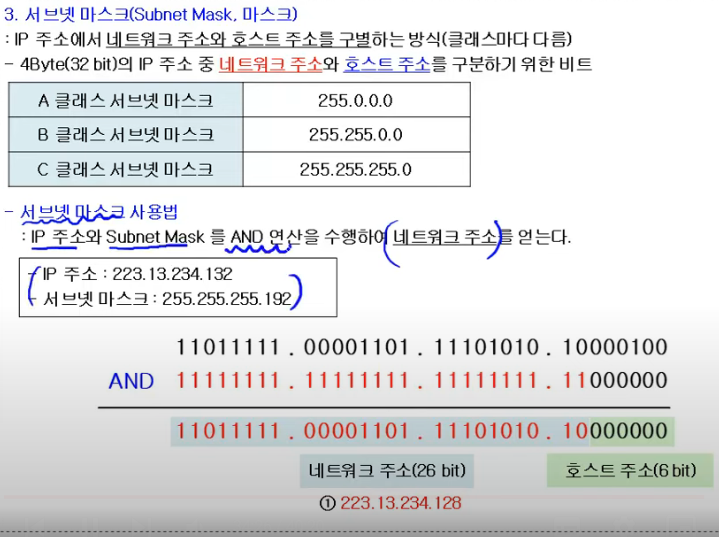 3. 서브넷 마스크(Subnet Mask, 마스크)
: IP 주소에서 네트워크 주소와 호스트 주소를 구별하는 방식(클래스마다 다름)
- 4Byte(32 bit)의 IP 주소 중 네트워크 주소와 호스트 주소를 구분하기 위한 비트
A 클래스 서브넷 마스크 255.0.0.0
B 클래스 서브넷 마스크 255.255.0.0
C 클래스 서브넷 마스크 255.255.255.0
- 서브넷 마스크 사용법
: IP 주소와 Subnet Mask 를 AND 연산을 수행하여 네트워크 주소를 얻는다.
- IP 주소 : 223.13.234.132
- 서브넷 마스크 : 255.255.255.192
11011111 . 00001101 . 11101010 . 10000100
AND 11111111 . 11111111 . 11111111 . 11000000
11011111 . 00001101 . 11101010 . 10000000
네트워크 주소(26 bit) 호스트 주소(6 bit)
① 223.13.234.128